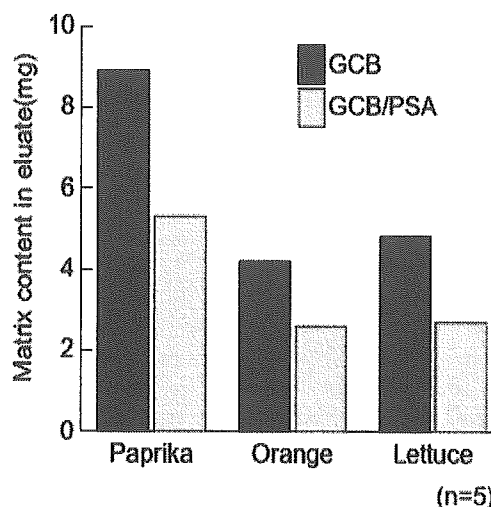 Matrix content in eluate(mg)
10
8
6
4
2
0
GCB
GCB/PSA
Paprika Orange Lettuce
(n=5)